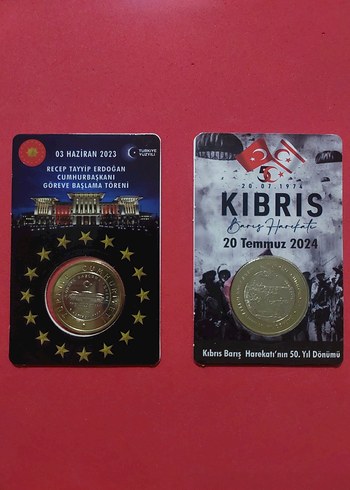 03 HAZİRAN 2023
TÜRKİYE
YÜZYILI
RECEP TAYYİP ERDOĞAN
CUMHURBAŞKANI
GÖREVE BAŞLAMA TÖRENİ
50
20.07.1974
KIBRIS
Barış Harekatı
20 Temmuz 2024
Kıbrıs Barış Harekatı'nın 50. Yıl Dönümü